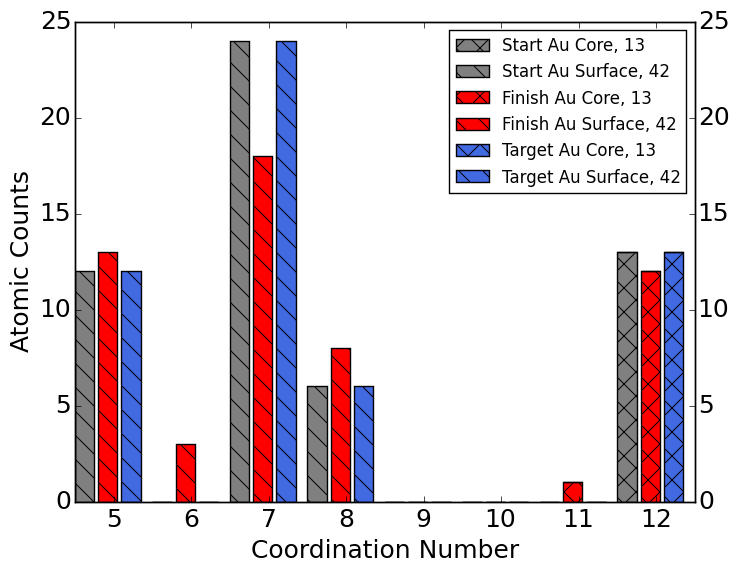 25
20
15
10
5
0
Atomic Counts
Start Au Core, 13
Start Au Surface, 42
Finish Au Core, 13
Finish Au Surface, 42
Target Au Core, 13
Target Au Surface, 42
25
20
15
10
5
0
5 6 7 8 9 10 11 12
Coordination Number